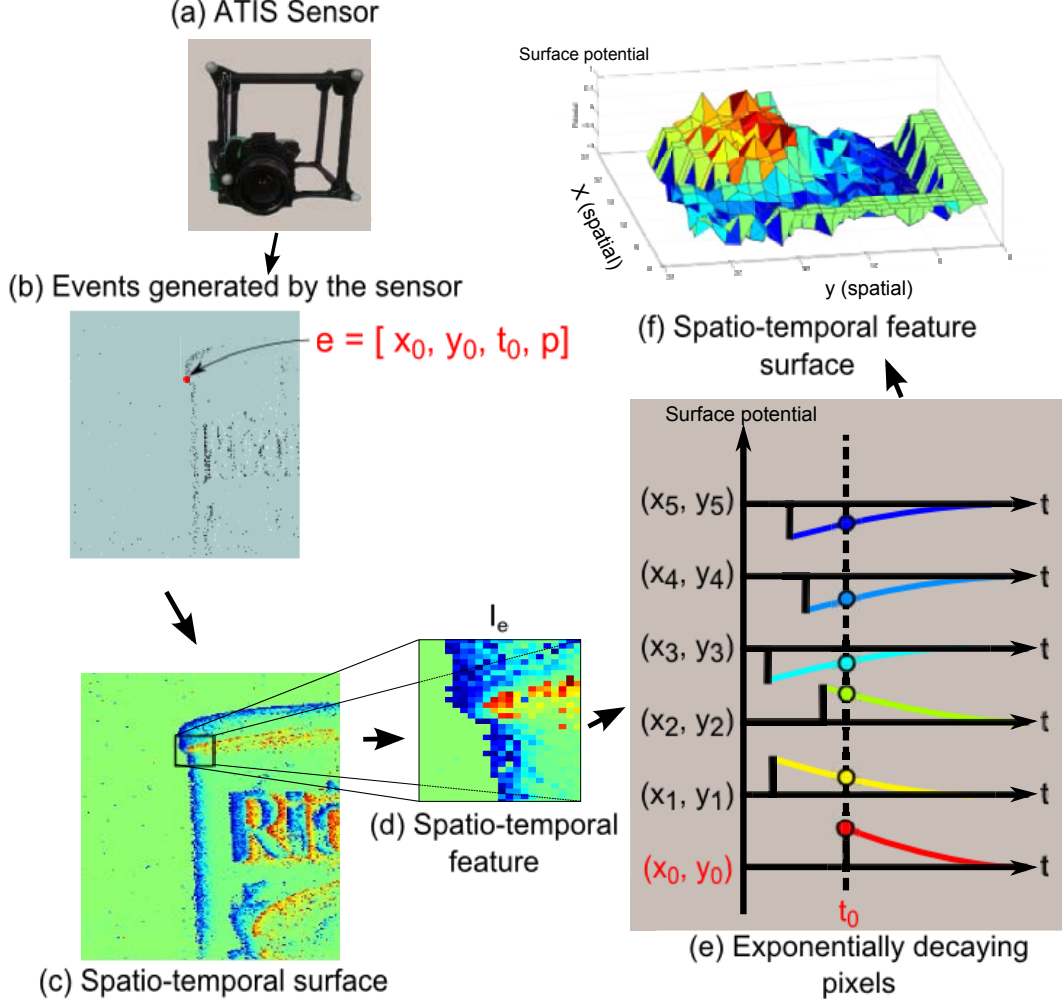 (a) ATIS Sensor
(b) Events generated by the sensor
e = [ x0, y0, t0, p]
(c) Spatio-temporal surface
Ie
(d) Spatio-temporal
feature
Surface potential
(x5, y5)
t
(x4, y4)
t
(x3, y3)
t
(x2, y2)
t
(x1, y1)
t
(x0, y0)
t
t0
(e) Exponentially decaying
pixels
Surface potential
Potential
X (spatial)
y (spatial)
(f) Spatio-temporal feature
surface